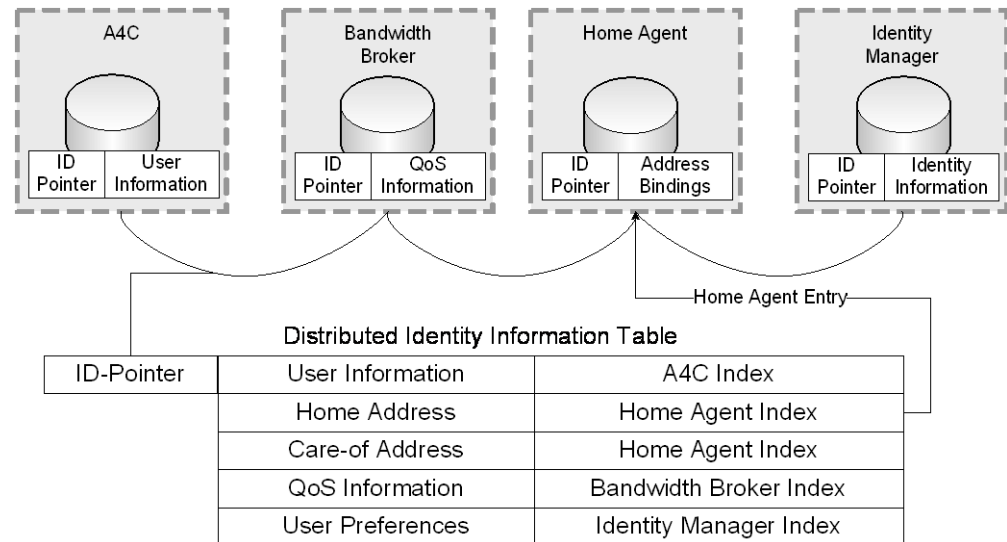 A4C
Bandwidth
Broker
Home Agent
Identity
Manager
ID
Pointer
User
Information
ID
Pointer
QoS
Information
ID
Pointer
Address
Bindings
ID
Pointer
Identity
Information
Home Agent Entry
Distributed Identity Information Table
ID-Pointer User Information A4C Index
Home Address Home Agent Index
Care-of Address Home Agent Index
QoS Information Bandwidth Broker Index
User Preferences Identity Manager Index